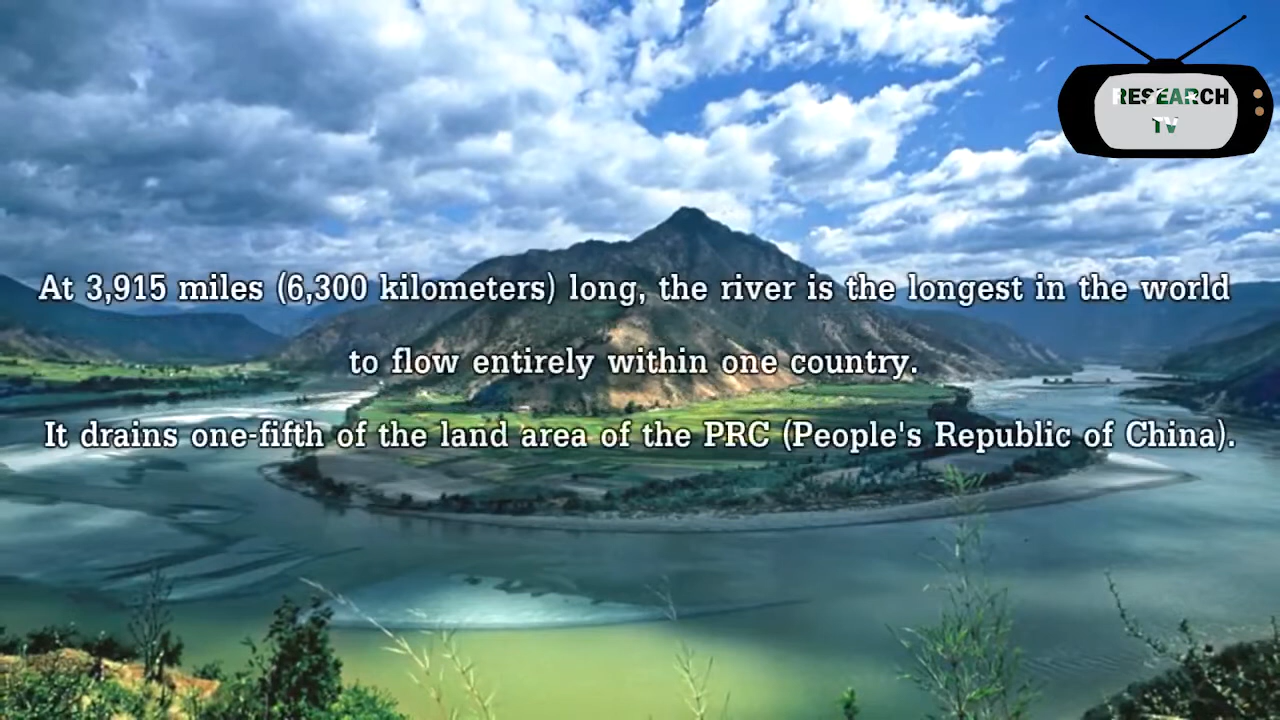 RESEARCH
TV
At 3,915 miles (6,300 kilometers) long, the river is the longest in the world
to flow entirely within one country.
It drains one-fifth of the land area of the PRC (People's Republic of China).